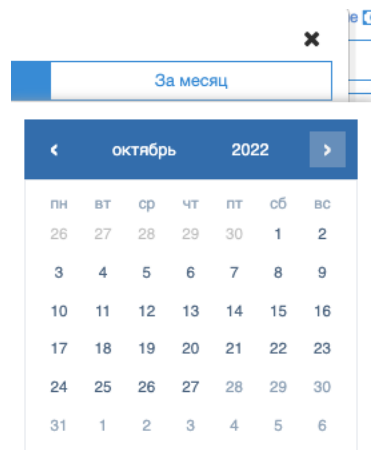 е
За месяц
октябрь 2022
пн вт ср чт пт сб вс
26 27 28 29 30 1 2
3 4 5 6 7 8 9
10 11 12 13 14 15 16
17 18 19 20 21 22 23
24 25 26 27 28 29 30
31 1 2 3 4 5 6